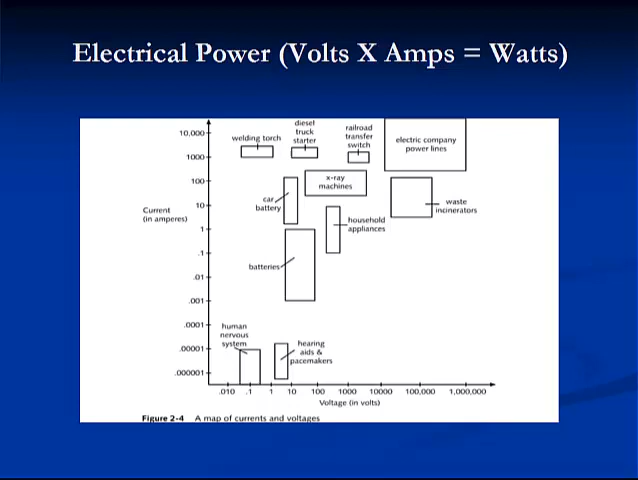 Electrical Power (Volts X Amps = Watts)
10,000
1000
100
10
1
.1
.01
.001
.0001
.00001
.000001
Current
(in amperes)
welding torch
diesel
truck
starter
railroad
transfer
switch
electric company
power lines
x-ray
machines
car
battery
waste
incinerators
household
appliances
batteries
human
nervous
system
hearing
aids &
pacemakers
.010 .1 1 10 100 1000 10000 100,000 1,000,000
Voltage (in volts)
Figure 2-4 A map of currents and voltages